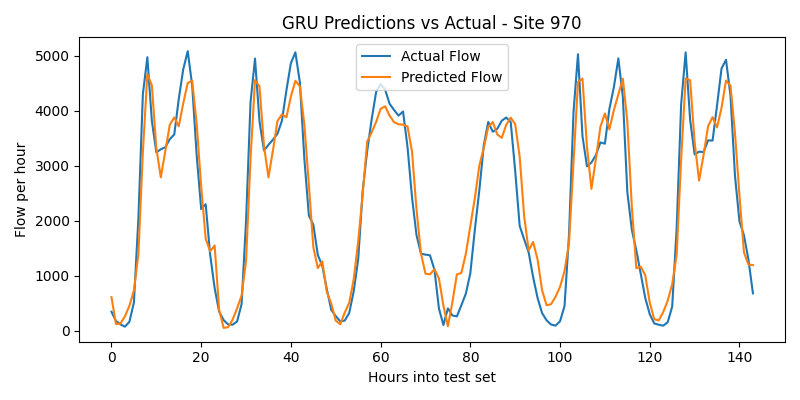 GRU Predictions vs Actual - Site 970
Actual Flow
Predicted Flow
Flow per hour
5000
4000
3000
2000
1000
0
0 20 40 60 80 100 120 140
Hours into test set